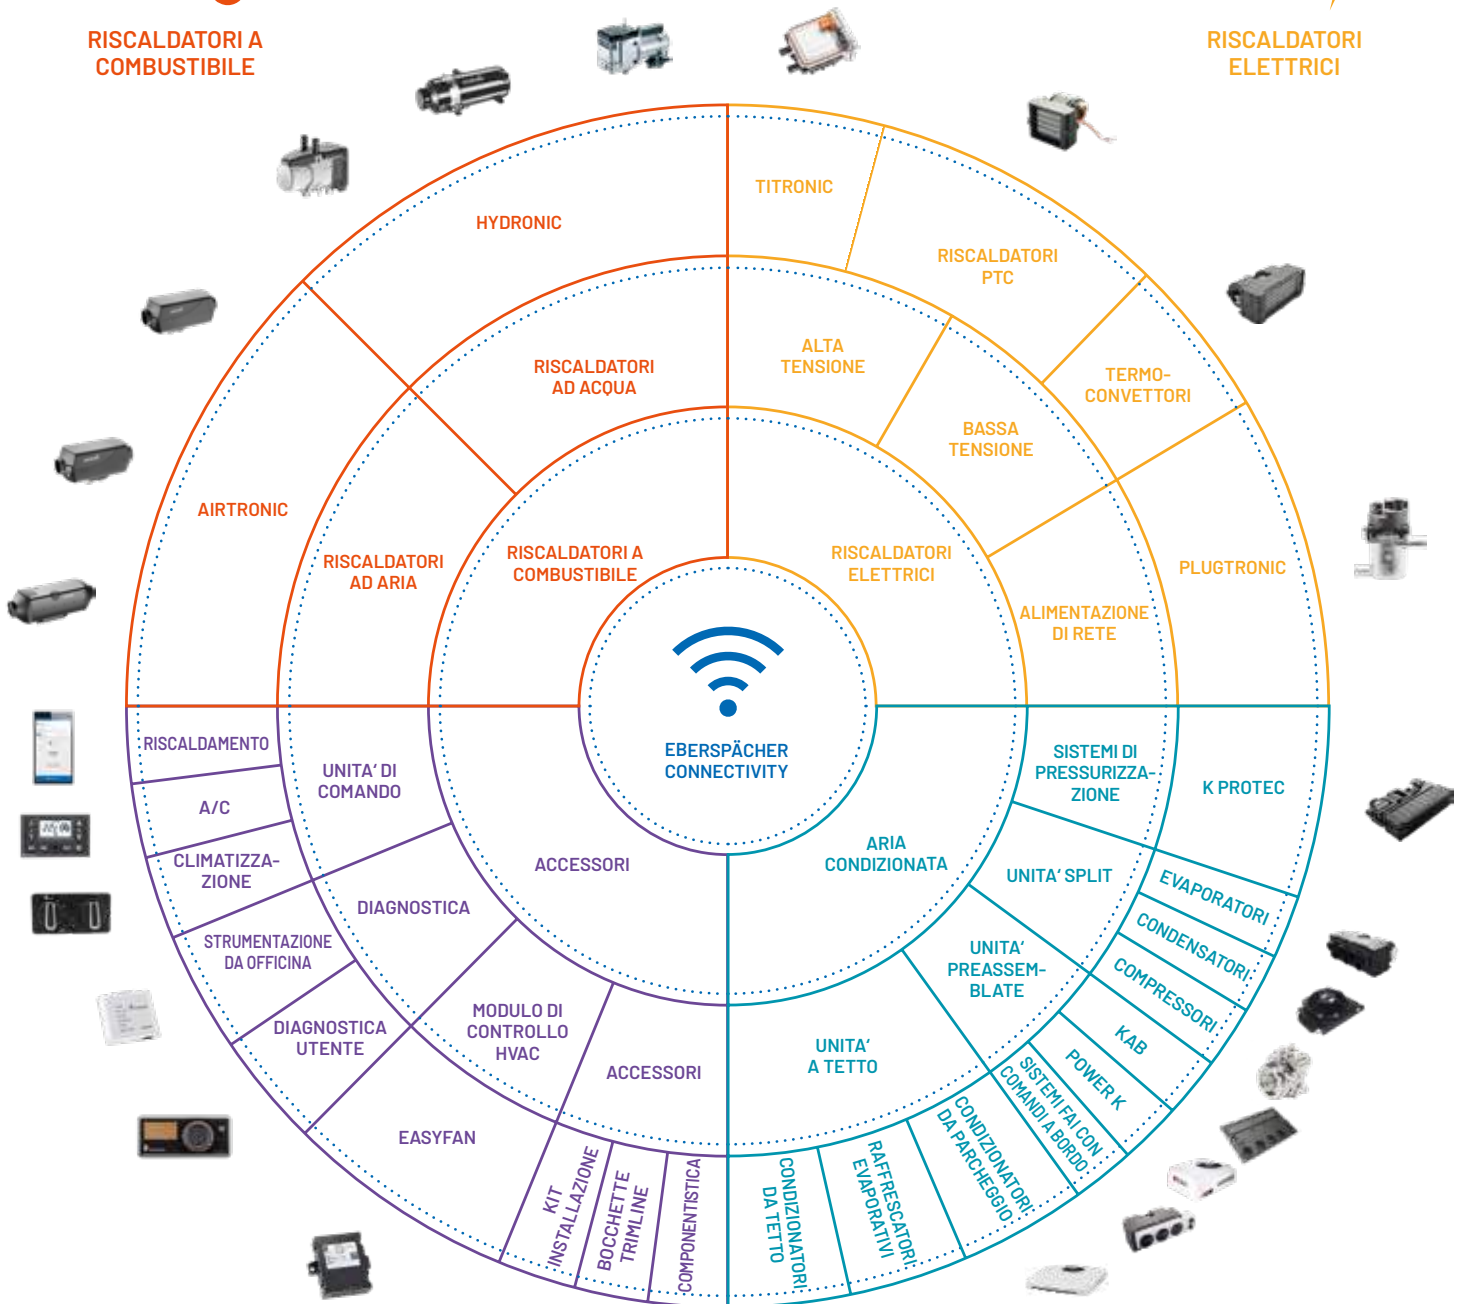 RISCALDATORI A
COMBUSTIBILE
RISCALDATORI
ELETTRICI
HYDRONIC
TITRONIC
RISCALDATORI
PTC
TERMO-
CONVETTORI
PLUGTRONIC
AIRTRONIC
RISCALDATORI
AD ACQUA
ALTA
TENSIONE
BASSA
TENSIONE
ALIMENTAZIONE
DI RETE
RISCALDATORI
AD ARIA
RISCALDATORI A
COMBUSTIBILE
RISCALDATORI
ELETTRICI
EBERSPÄCHER
CONNECTIVITY
ACCESSORI
ARIA
CONDIZIONATA
UNITA’ DI
COMANDO
DIAGNOSTICA
MODULO DI
CONTROLLO
HVAC
ACCESSORI
SISTEMI DI
PRESSURIZZA-
ZIONE
UNITA’ SPLIT
UNITA’
PREASSEM-
BLATE
UNITA’
A TETTO
RISCALDAMENTO
A/C
CLIMATIZZA-
ZIONE
STRUMENTAZIONE
DA OFFICINA
DIAGNOSTICA
UTENTE
EASYFAN
KIT
INSTALLAZIONE
BOCCHETTE
TRIMLINE
COMPONENTISTICA
K PROTEC
EVAPORATORI
CONDENSATORI
COMPRESSORI
KAB
POWER K
SISTEMI FAI CON
COMANDI A BORDO
CONDIZIONATORI
DA PARCHEGGIO
RAFFRESCATORI
EVAPORATIVI
CONDIZIONATORI
DA TETTO